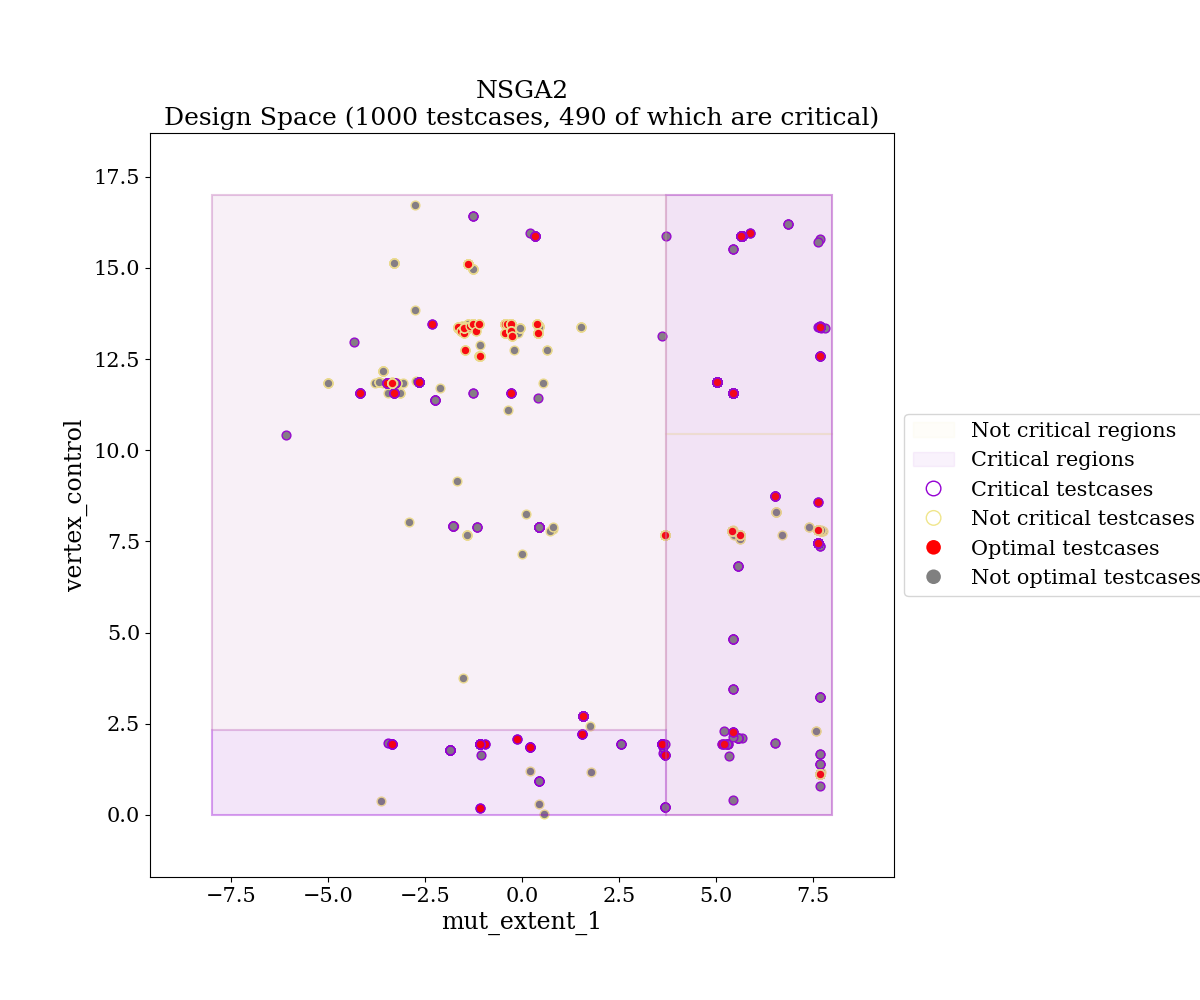 NSGA2
Design Space (1000 testcases, 490 of which are critical)
17.5
15.0
12.5
10.0
7.5
5.0
2.5
0.0
vertex_control
−7.5
−5.0
−2.5
0.0
2.5
5.0
7.5
mut_extent_1
Not critical regions
Critical regions
Critical testcases
Not critical testcases
Optimal testcases
Not optimal testcases